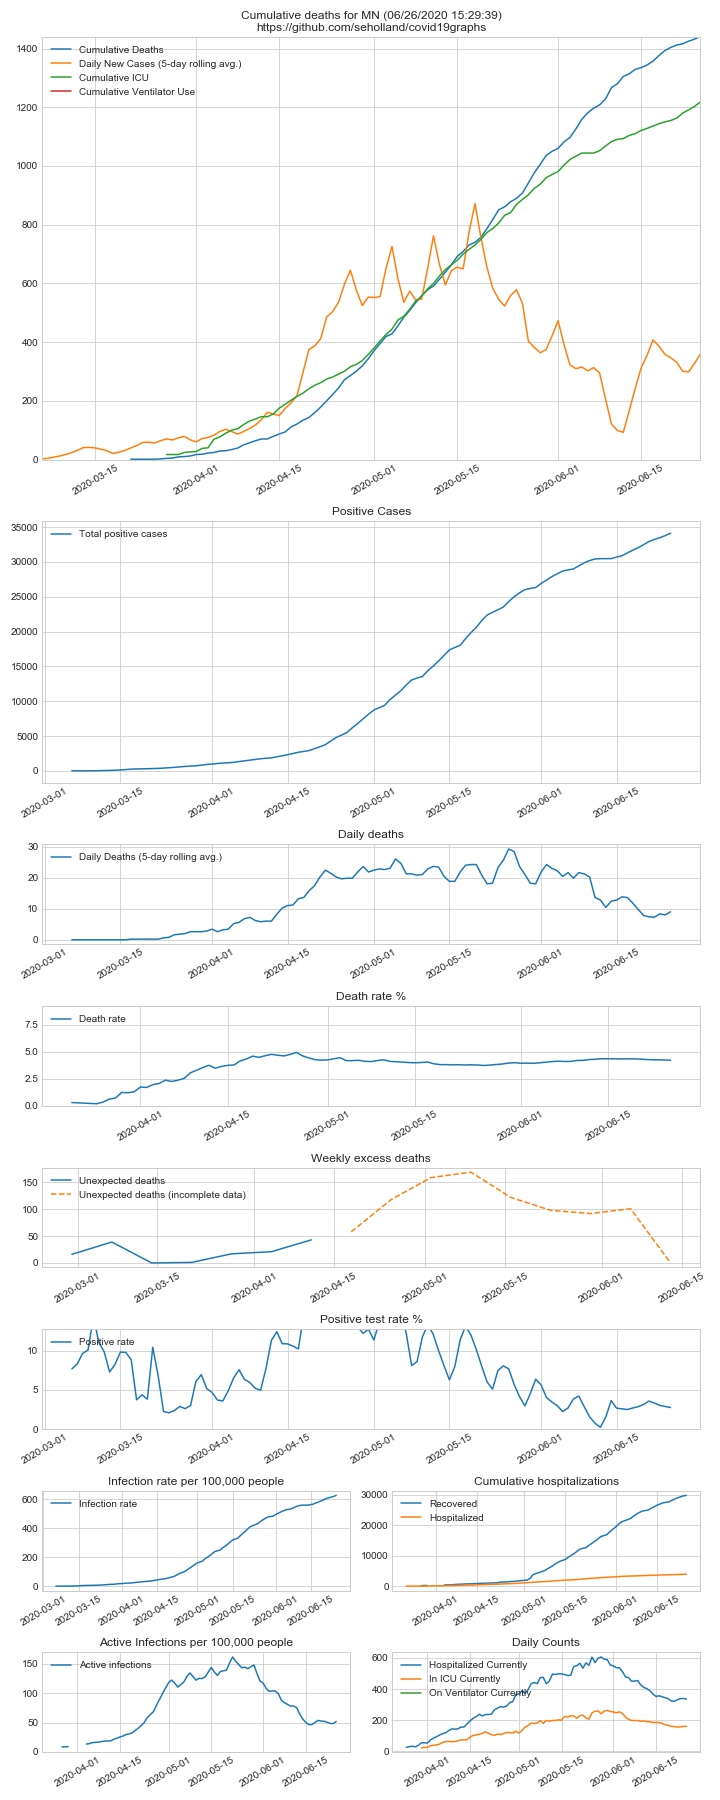 Cumulative deaths for MN (06/26/2020 15:29:39)
https://github.com/seholland/covid19graphs
Cumulative Deaths
Daily New Cases (5-day rolling avg.)
Cumulative ICU
Cumulative Ventilator Use
1400
1200
1000
800
600
400
200
0
2020-03-15 2020-04-01 2020-04-15 2020-05-01 2020-05-15 2020-06-01 2020-06-15
Positive Cases
Total positive cases
35000
30000
25000
20000
15000
10000
5000
0
2020-03-01 2020-03-15 2020-04-01 2020-04-15 2020-05-01 2020-05-15 2020-06-01 2020-06-15
Daily deaths
Daily Deaths (5-day rolling avg.)
30
20
10
0
2020-03-01 2020-03-15 2020-04-01 2020-04-15 2020-05-01 2020-05-15 2020-06-01 2020-06-15
Death rate %
Death rate
7.5
5.0
2.5
0.0
2020-04-01 2020-04-15 2020-05-01 2020-05-15 2020-06-01 2020-06-15
Weekly excess deaths
Unexpected deaths
Unexpected deaths (incomplete data)
150
100
50
0
2020-03-01 2020-03-15 2020-04-01 2020-04-15 2020-05-01 2020-05-15 2020-06-01 2020-06-15
Positive test rate %
Positive rate
10
5
0
2020-03-01 2020-03-15 2020-04-01 2020-04-15 2020-05-01 2020-05-15 2020-06-01 2020-06-15
Infection rate per 100,000 people
Infection rate
600
400
200
0
2020-03-01 2020-03-15 2020-04-01 2020-04-15 2020-05-01 2020-05-15 2020-06-01 2020-06-15
Cumulative hospitalizations
Recovered
Hospitalized
30000
20000
10000
0
2020-04-01 2020-04-15 2020-05-01 2020-05-15 2020-06-01 2020-06-15
Active Infections per 100,000 people
Active infections
150
100
50
0
2020-04-01 2020-04-15 2020-05-01 2020-05-15 2020-06-01 2020-06-15
Daily Counts
Hospitalized Currently
In ICU Currently
On Ventilator Currently
600
400
200
0
2020-04-01 2020-04-15 2020-05-01 2020-05-15 2020-06-01 2020-06-15